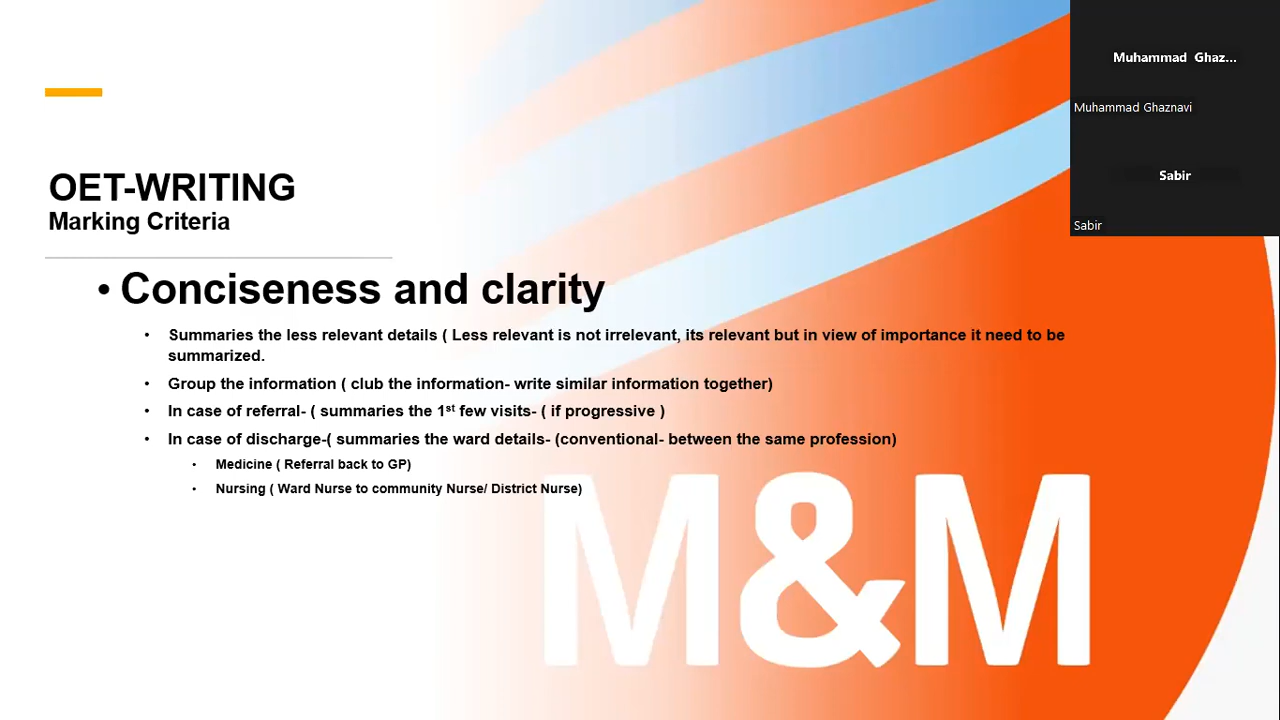 Muhammad Ghaz...
Muhammad Ghaznavi
Sabir
Sabir
OET-WRITING
Marking Criteria
• Conciseness and clarity
• Summaries the less relevant details ( Less relevant is not irrelevant, its relevant but in view of importance it need to be
summarized.
• Group the information ( club the information- write similar information together)
• In case of referral- ( summaries the 1st few visits- ( if progressive )
• In case of discharge-( summaries the ward details- (conventional- between the same profession)
• Medicine ( Referral back to GP)
• Nursing ( Ward Nurse to community Nurse/ District Nurse)
M&M